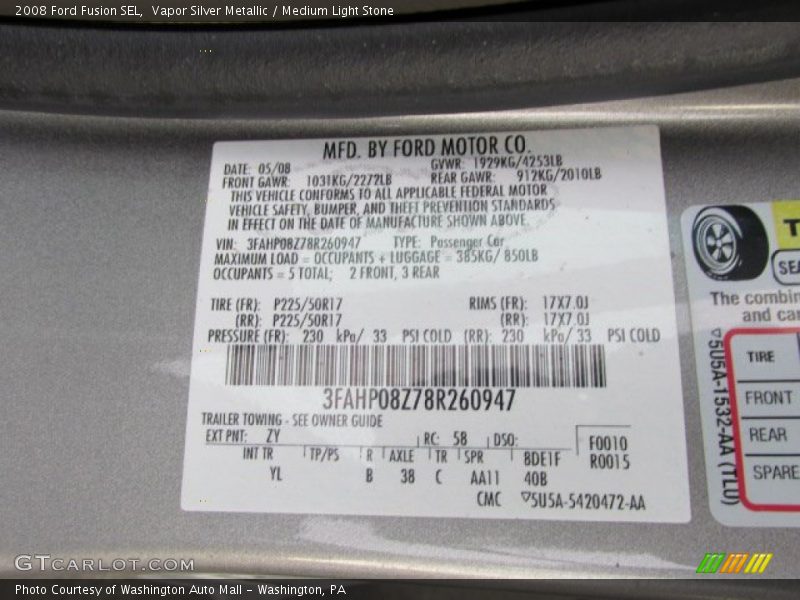 2008 Ford Fusion SEL, Vapor Silver Metallic / Medium Light Stone
MFD. BY FORD MOTOR CO.
DATE: 05/08 GVWR: 1929KG/4253LB
FRONT GAWR: 1031KG/2272LB REAR GAWR: 912KG/2010LB
THIS VEHICLE CONFORMS TO ALL APPLICABLE FEDERAL MOTOR
VEHICLE SAFETY, BUMPER, AND THEFT PREVENTION STANDARDS
IN EFFECT ON THE DATE OF MANUFACTURE SHOWN ABOVE.
VIN: 3FAHP08Z78R260947 TYPE: Passenger Car
MAXIMUM LOAD = OCCUPANTS + LUGGAGE = 385KG/ 850LB
OCCUPANTS = 5 TOTAL; 2 FRONT, 3 REAR
TIRE (FR): P225/50R17 RIMS (FR): 17X7.0J
(RR): P225/50R17 (RR): 17X7.0J
PRESSURE (FR): 230 kPa/ 33 PSI COLD (RR): 230 kPa/ 33 PSI COLD
3FAHP08Z78R260947
TRAILER TOWING - SEE OWNER GUIDE
EXT PNT: ZY RC: 58 DSO: F0010
INT TR TP/PS R AXLE TR SPR 8DE1F R0015
YL B 38 C AA11 40B
CMC 5U5A-5420472-AA
SEA
The combin
and ca
TIRE
FRONT
REAR
SPARE
5U5A-1532-AA (TLU)
GTCARLOT.COM
Photo Courtesy of Washington Auto Mall - Washington, PA